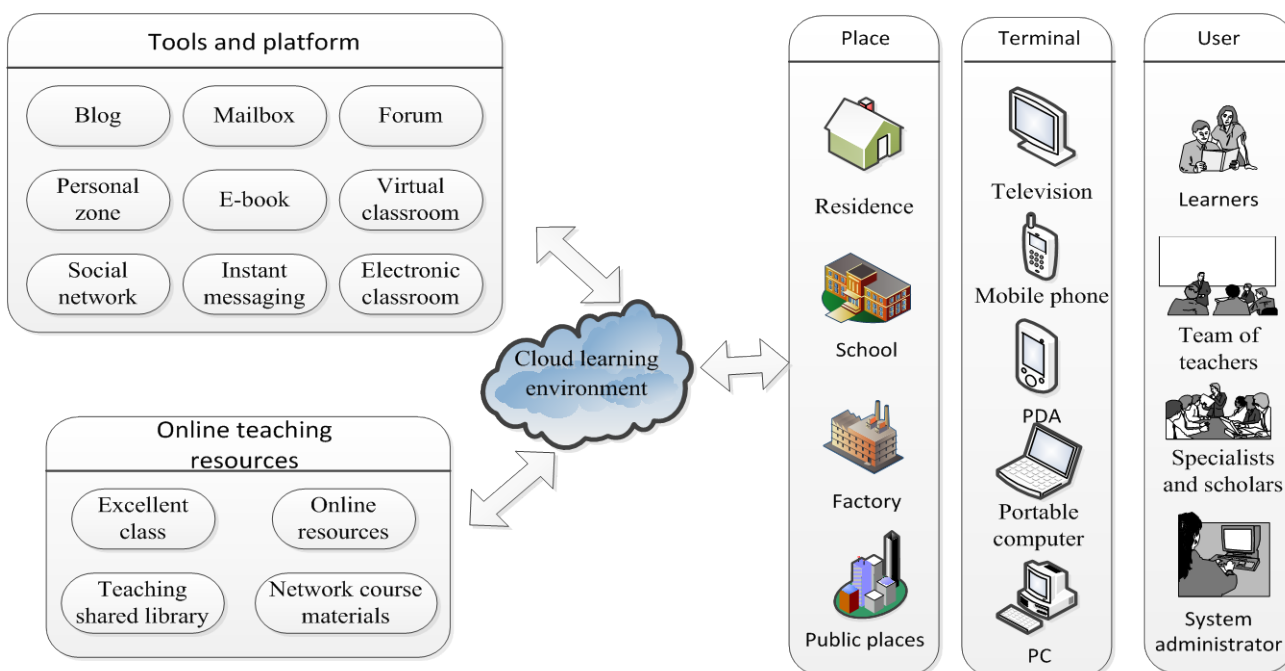 Tools and platform
Blog
Mailbox
Forum
Personal
zone
E-book
Virtual
classroom
Social
network
Instant
messaging
Electronic
classroom
Cloud learning
environment
Online teaching
resources
Excellent
class
Online
resources
Teaching
shared library
Network course
materials
Place
Residence
School
Factory
Public places
Terminal
Television
Mobile phone
PDA
Portable
computer
PC
User
Learners
Team of
teachers
Specialists
and scholars
System
administrator